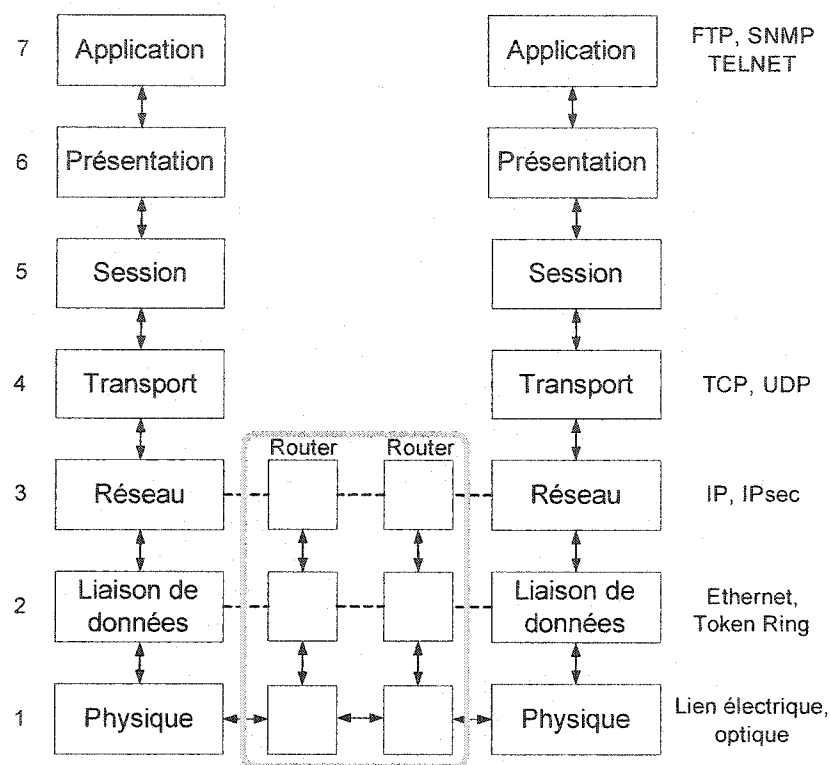 7 Application Application FTP, SNMP
TELNET
6 Présentation Présentation
5 Session Session
4 Transport Transport TCP, UDP
Router Router
3 Réseau Réseau IP, IPsec
2 Liaison de données Liaison de données Ethernet,
Token Ring
1 Physique Physique Lien électrique,
optique